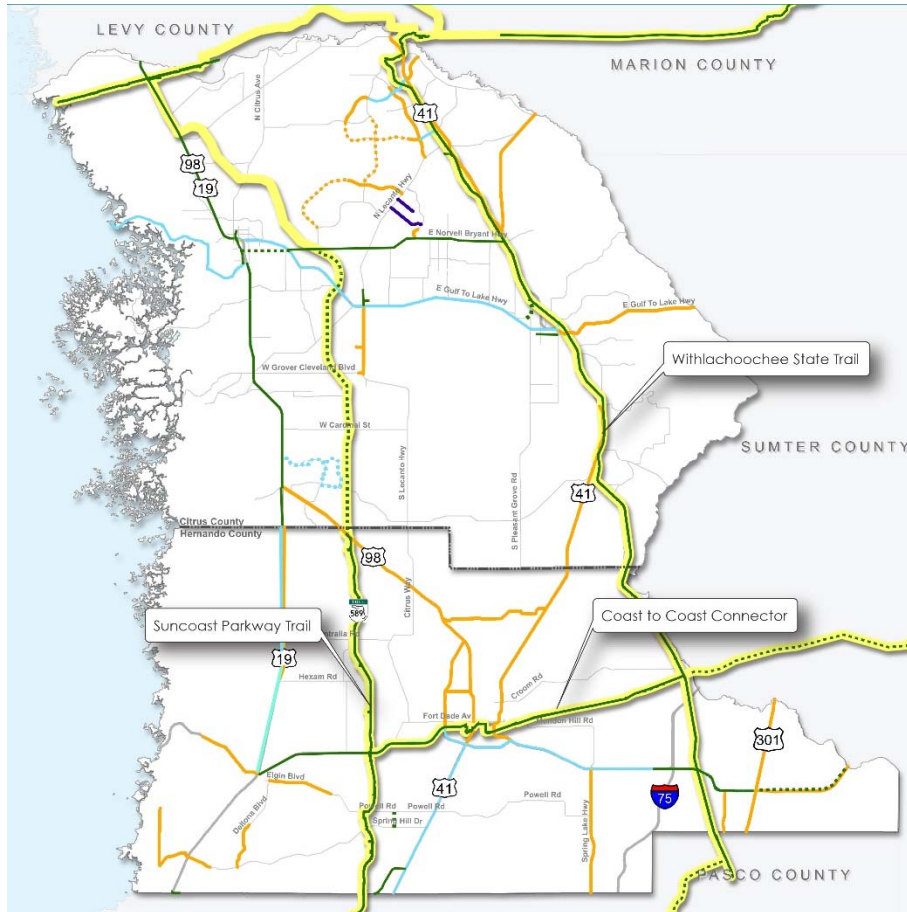 LEVY COUNTY
MARION COUNTY
N Citrus Ave
41
98
19
N Lecanto Hwy
E Norvell Bryant Hwy
E Gulf To Lake Hwy
E Gulf To Lake Hwy
Withlachoochee State Trail
W Grover Cleveland Blvd
W Cardinal St
SUMTER COUNTY
S Lecanto Hwy
S Pleasant Grove Rd
41
Citrus County
Hernando County
98
Citrus Way
589
Suncoast Parkway Trail
Coast to Coast Connector
19
Hexam Rd
Croom Rd
Fort Dade Av
Mondon Hill Rd
301
Elgin Blvd
41
75
Deltona Blvd
Powell Rd
Powell Rd
Powell Rd
Spring Hill Dr
Spring Lake Hwy
PASCO COUNTY